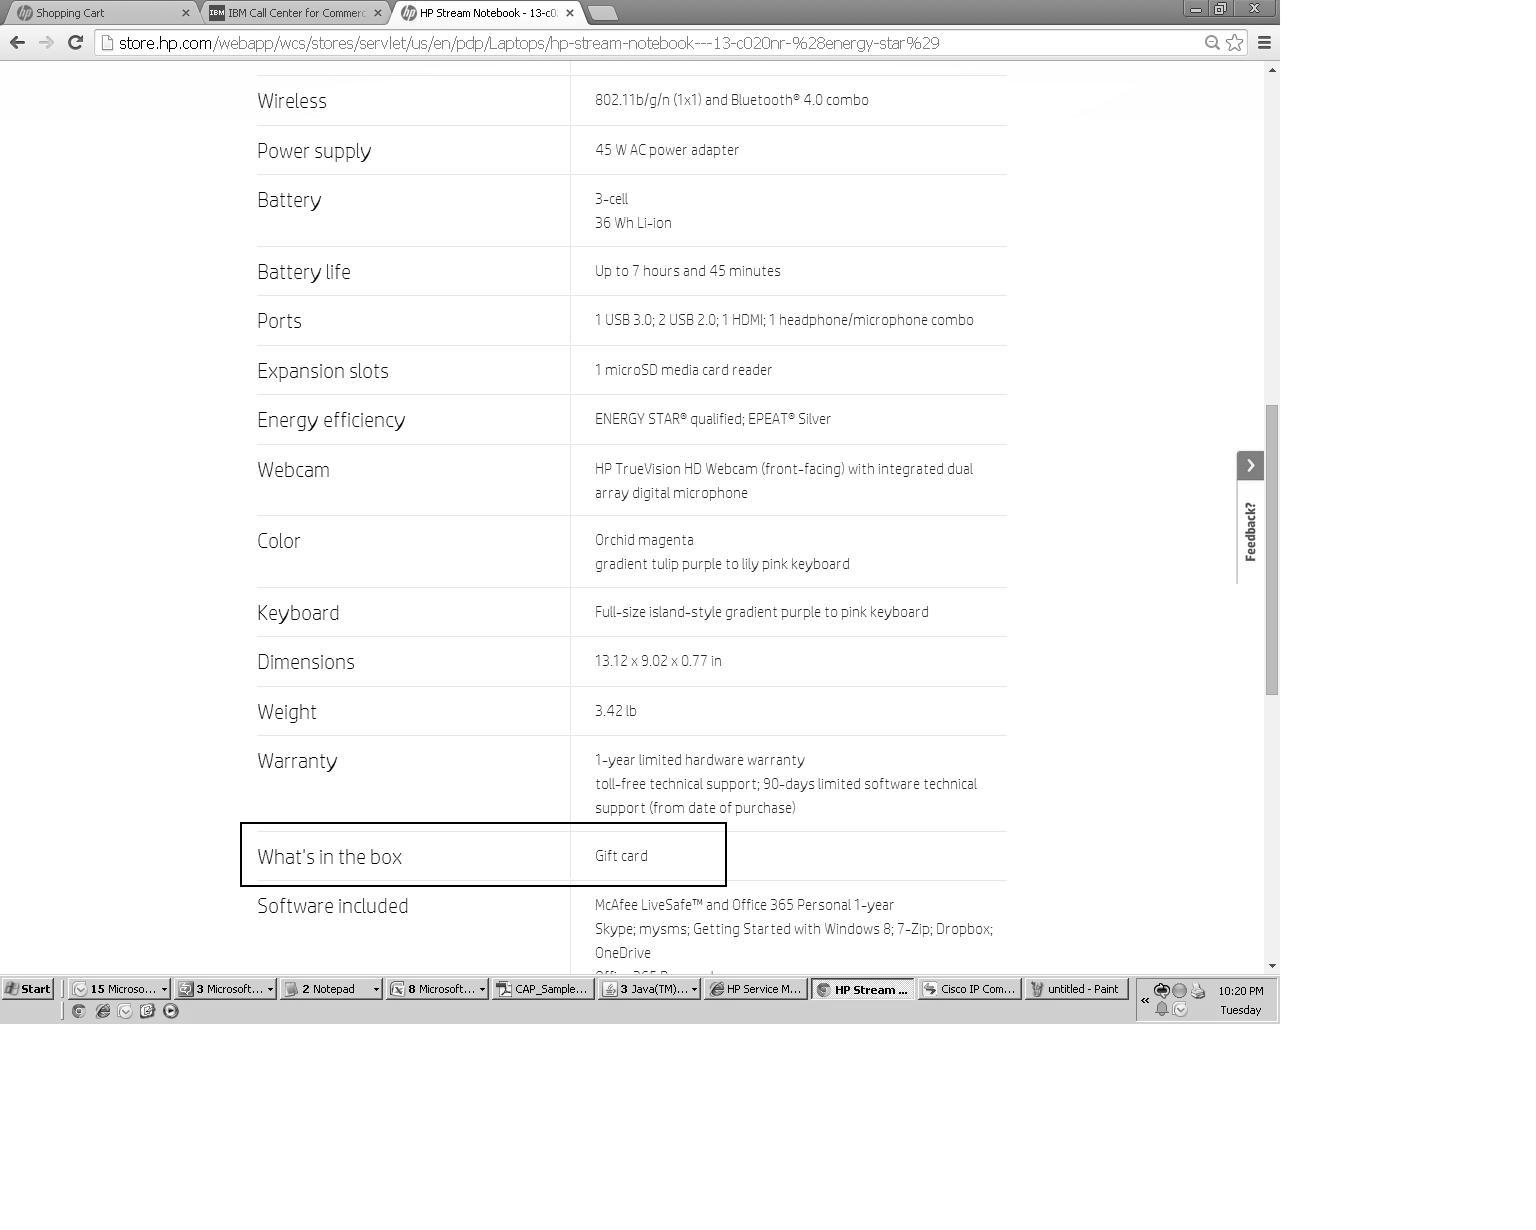 Shopping Cart
IBM Call Center for Commerc
HP Stream Notebook - 13-c0
store.hp.com/webapp/wcs/stores/servlet/us/en/pdp/Laptops/hp-stream-notebook---13-c020nr-%28energy-star%29
Wireless 802.11b/g/n (1x1) and Bluetooth® 4.0 combo
Power supply 45 W AC power adapter
Battery 3-cell
36 Wh Li-ion
Battery life Up to 7 hours and 45 minutes
Ports 1 USB 3.0; 2 USB 2.0; 1 HDMI; 1 headphone/microphone combo
Expansion slots 1 microSD media card reader
Energy efficiency ENERGY STAR® qualified; EPEAT® Silver
Webcam HP TrueVision HD Webcam (front-facing) with integrated dual
array digital microphone
Color Orchid magenta
gradient tulip purple to lily pink keyboard
Keyboard Full-size island-style gradient purple to pink keyboard
Dimensions 13.12 x 9.02 x 0.77 in
Weight 3.42 lb
Warranty 1-year limited hardware warranty
toll-free technical support; 90-days limited software technical
support (from date of purchase)
What's in the box Gift card
Software included McAfee LiveSafe™ and Office 365 Personal 1-year
Skype; mysms; Getting Started with Windows 8; 7-Zip; Dropbox;
OneDrive
Feedback?
Start 15 Microso... 3 Microsoft... 2 Notepad 8 Microsoft... CAP_Sample... 3 Java(TM)... HP Service M... HP Stream ... Cisco IP Com... untitled - Paint 10:20 PM
Tuesday